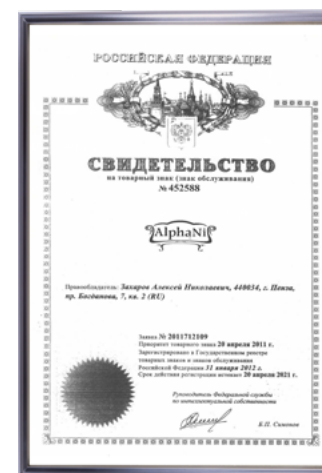 РОССИЙСКАЯ ФЕДЕРАЦИЯ
СВИДЕТЕЛЬСТВО
на товарный знак (знак обслуживания)
№ 452588
AlphaNi
Правообладатель: Захаров Алексей Николаевич, 440034, г. Пенза,
пр. Богданова, 7, кв. 2 (RU)
Заявка № 2011712109
Приоритет товарного знака 20 апреля 2011 г.
Зарегистрировано в Государственном реестре
товарных знаков и знаков обслуживания
Российской Федерации 31 января 2012 г.
Срок действия регистрации истекает 20 апреля 2021 г.
Руководитель Федеральной службы
по интеллектуальной собственности
Б.П. Симонов